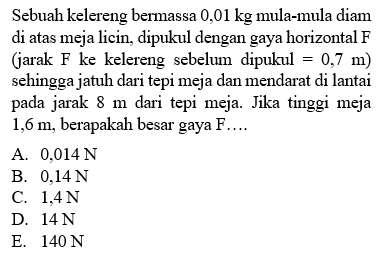 Sebuah kelereng bermassa 0,01 kg mula-mula diam
di atas meja licin, dipukul dengan gaya horizontal F
(jarak F ke kelereng sebelum dipukul = 0,7 m)
sehingga jatuh dari tepi meja dan mendarat di lantai
pada jarak 8 m dari tepi meja. Jika tinggi meja
1,6 m, berapakah besar gaya F….
A. 0,014 N
B. 0,14 N
C. 1,4 N
D. 14 N
E. 140 N